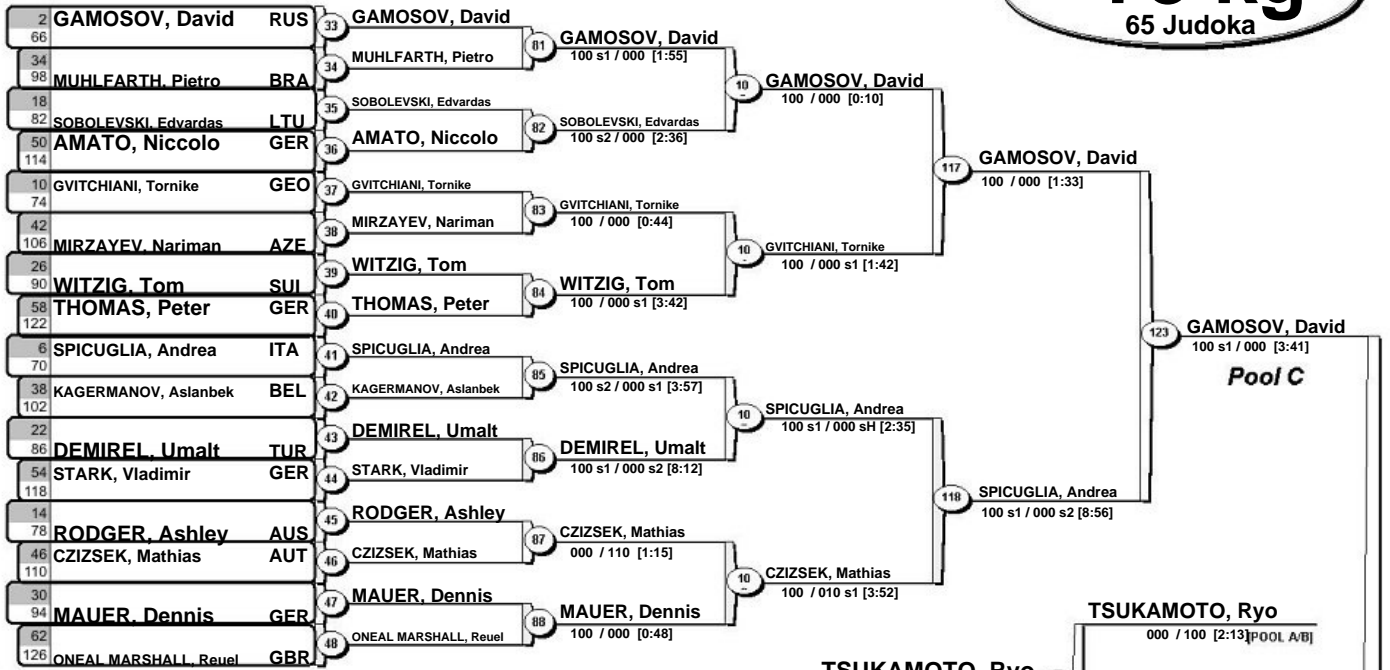 65 Judoka
2 GAMOSOV, David RUS
66
34
98 MUHLFARTH, Pietro BRA
18
82 SOBOLEVSKI, Edvardas LTU
50 AMATO, Niccolo GER
114
10 GVITCHIANI, Tornike GEO
74
42
106 MIRZAYEV, Nariman AZE
26
90 WITZIG, Tom SUI
58 THOMAS, Peter GER
122
6 SPICUGLIA, Andrea ITA
70
38 KAGERMANOV, Aslanbek BEL
102
22
86 DEMIREL, Umalt TUR
54 STARK, Vladimir GER
118
14
78 RODGER, Ashley AUS
46 CZIZSEK, Mathias AUT
110
30
94 MAUER, Dennis GER
62
126 ONEAL MARSHALL, Reuel GBR
33 GAMOSOV, David
34 MUHLFARTH, Pietro
35 SOBOLEVSKI, Edvardas
36 AMATO, Niccolo
37 GVITCHIANI, Tornike
38 MIRZAYEV, Nariman
39 WITZIG, Tom
40 THOMAS, Peter
41 SPICUGLIA, Andrea
42 KAGERMANOV, Aslanbek
43 DEMIREL, Umalt
44 STARK, Vladimir
45 RODGER, Ashley
46 CZIZSEK, Mathias
47 MAUER, Dennis
48 ONEAL MARSHALL, Reuel
81 GAMOSOV, David
100 s1 / 000 [1:55]
82 SOBOLEVSKI, Edvardas
100 s2 / 000 [2:36]
83 GVITCHIANI, Tornike
100 / 000 [0:44]
84 WITZIG, Tom
100 / 000 s1 [3:42]
85 SPICUGLIA, Andrea
100 s2 / 000 s1 [3:57]
86 DEMIREL, Umalt
100 s1 / 000 s2 [8:12]
87 CZIZSEK, Mathias
000 / 110 [1:15]
88 MAUER, Dennis
100 / 000 [0:48]
10 GAMOSOV, David
100 / 000 [0:10]
10 GVITCHIANI, Tornike
100 / 000 s1 [1:42]
10 SPICUGLIA, Andrea
100 s1 / 000 sH [2:35]
10 CZIZSEK, Mathias
100 / 010 s1 [3:52]
117 GAMOSOV, David
100 / 000 [1:33]
118 SPICUGLIA, Andrea
100 s1 / 000 s2 [8:56]
123 GAMOSOV, David
100 s1 / 000 [3:41]
Pool C
TSUKAMOTO, Ryo
000 / 100 [2:13] [POOL A/B]
TSUKAMOTO, Ryo